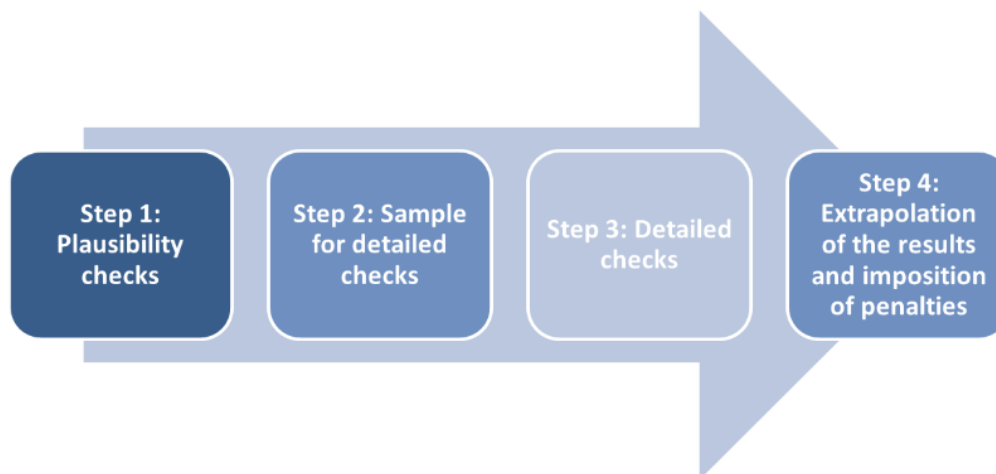 Step 1:
Plausibility
checks
Step 2: Sample
for detailed
checks
Step 3: Detailed
checks
Step 4:
Extrapolation
of the results
and imposition
of penalties